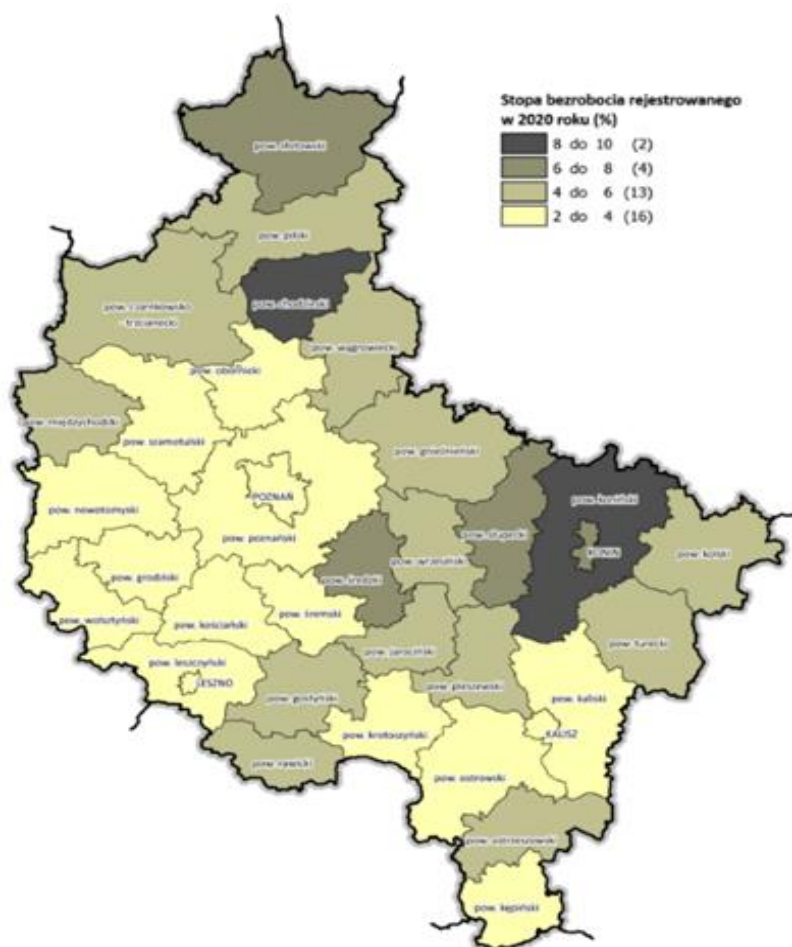 Stopa bezrobocia rejestrowanego
w 2020 roku (%)
8 do 10 (2)
6 do 8 (4)
4 do 6 (13)
2 do 4 (16)
pow. złotowski
pow. pilski
pow. chodzieski
pow. czarnkowsko
- trzcianecki
pow. wągrowiecki
pow. obornicki
pow. międzychodzki
pow. szamotulski
pow. gnieźnieński
POZNAŃ
pow. koniński
pow. nowotomyski
pow. słupecki
pow. poznański
KONIN
pow. kolski
pow. wrzesiński
pow. grodziski
pow. średzki
pow. śremski
pow. wolsztyński
pow. kościański
pow. turecki
pow. jarociński
pow. leszczyński
LESZNO
pow. pleszewski
pow. gostyński
pow. kaliski
KALISZ
pow. krotoszyński
pow. rawicki
pow. ostrowski
pow. ostrzeszowski
pow. kępiński